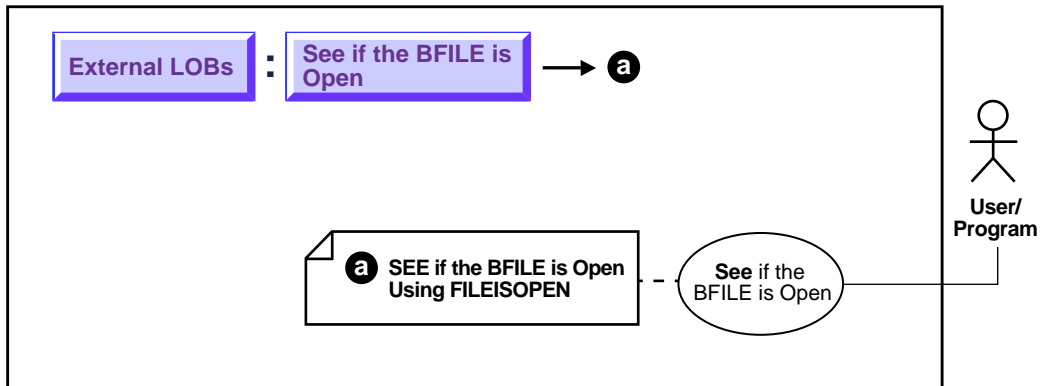 External LOBs
:
See if the BFILE is
Open
a
User/
Program
a
SEE if the BFILE is Open
Using FILEISOPEN
See if the
BFILE is Open